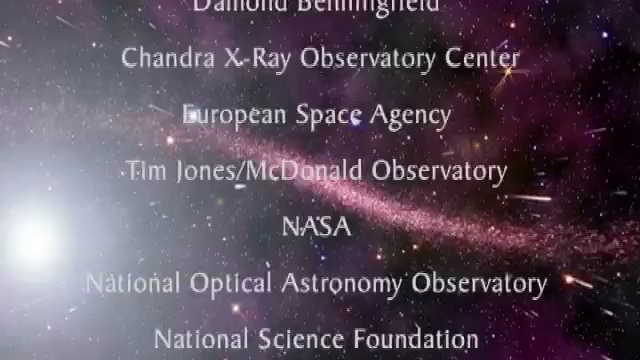 Damond Benningfield
Chandra X-Ray Observatory Center
European Space Agency
Tim Jones/McDonald Observatory
NASA
National Optical Astronomy Observatory
National Science Foundation